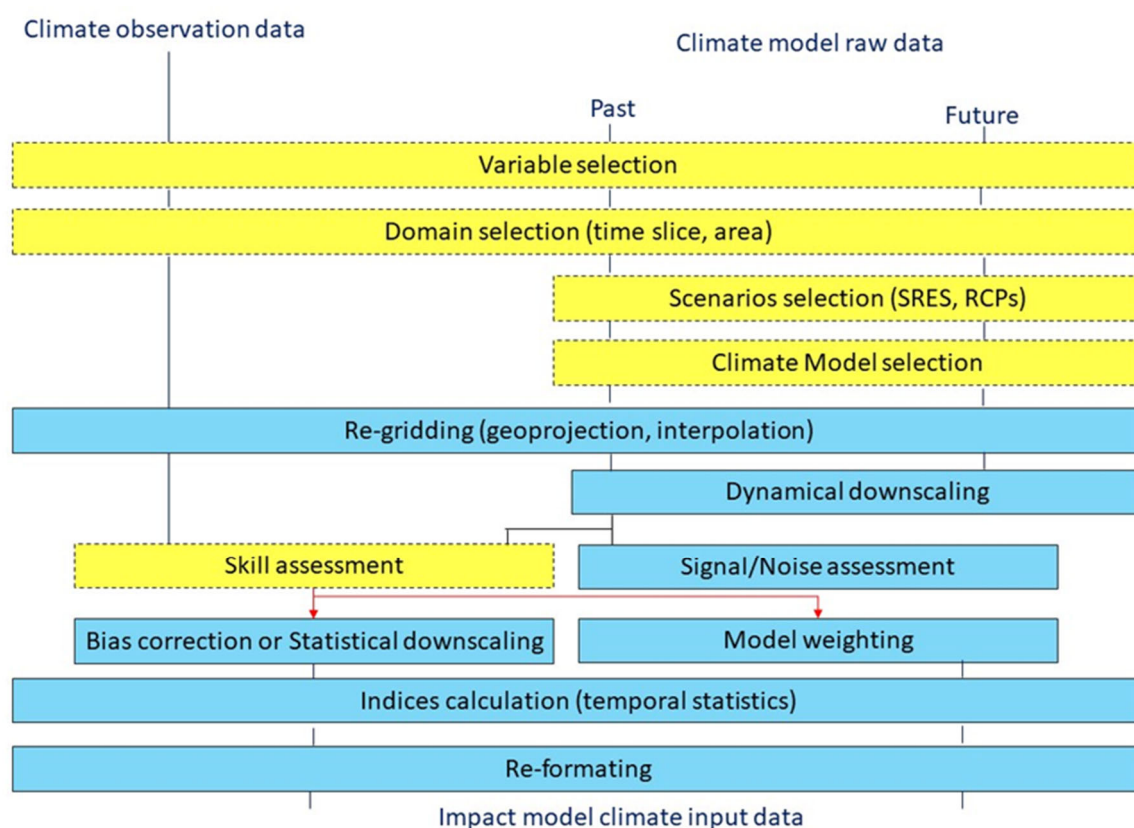 Climate observation data
Climate model raw data
Past
Future
Variable selection
Domain selection (time slice, area)
Scenarios selection (SRES, RCPs)
Climate Model selection
Re-gridding (geoprojection, interpolation)
Dynamical downscaling
Skill assessment
Signal/Noise assessment
Bias correction or Statistical downscaling
Model weighting
Indices calculation (temporal statistics)
Re-formating
Impact model climate input data